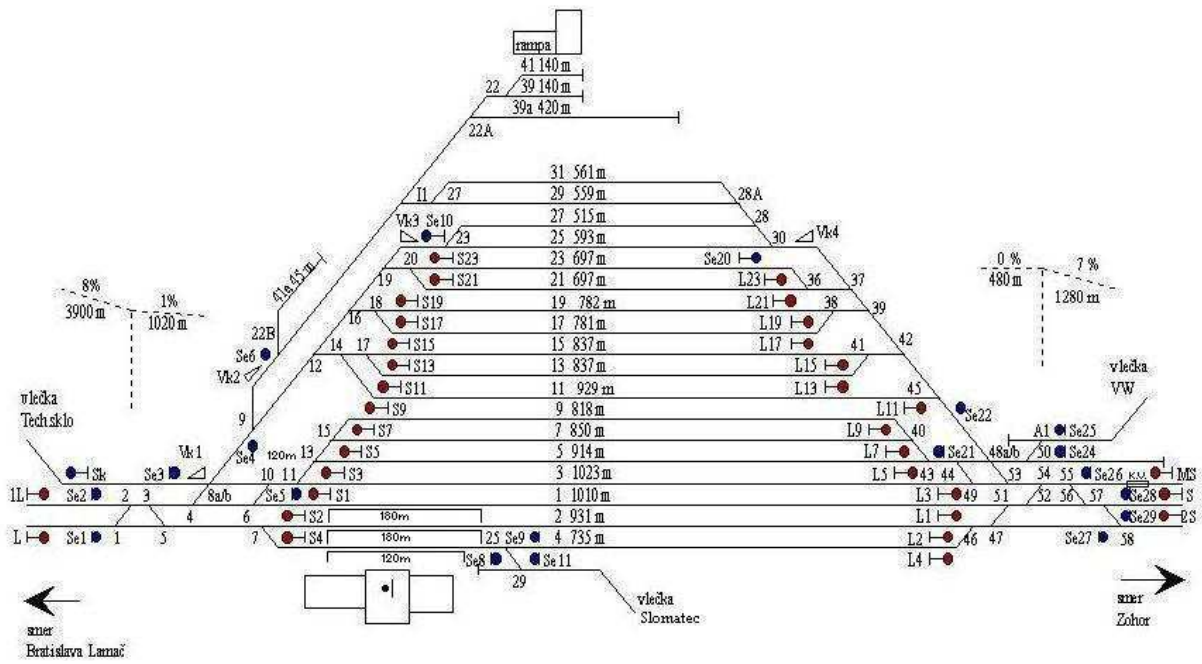 rampa
41 140 m
22 39 140 m
39a 420 m
22A
31 561 m
I1 27 29 559 m 28A
27 515 m 28
Vk3 Se10 23 25 593 m 30 Vk4
20 S23 23 697 m Se20
19 S21 21 697 m L23 36 37
41a 45 m
18 S19 19 782 m L21 38 39
16 S17 17 781 m L19
8% 3900 m 1% 1020 m
0 % 480 m 7 % 1280 m
22B 14 17 S15 15 837 m L17 41 42
Se6 12 S13 13 837 m L15
Vk2 S11 11 929 m L13 45
vlečka
Techsklo
vlečka
VW
9 S9 9 818 m L11 Se22
15 S7 7 850 m L9 40 A1 Se25
Se4 120m 13 S5 5 914 m L7 Se21 48a/b 50 Se24
Sk Se3 Vk1 10 11 S3 3 1023 m L5 43 44 53 54 55 Se26 K.V. MS
1L Se2 2 3 8a/b Se5 S1 1 1010 m L3 49 51 52 56 57 Se28 S
4 6 S2 180m 2 931 m L1 Se29 2S
L Se1 1 5 7 S4 180m 25 Se9 4 735 m L2 46 47 Se27 58
120m Se8 Se11 L4
29
vlečka
Slomatec
smer
Bratislava Lamač
smer
Zohor